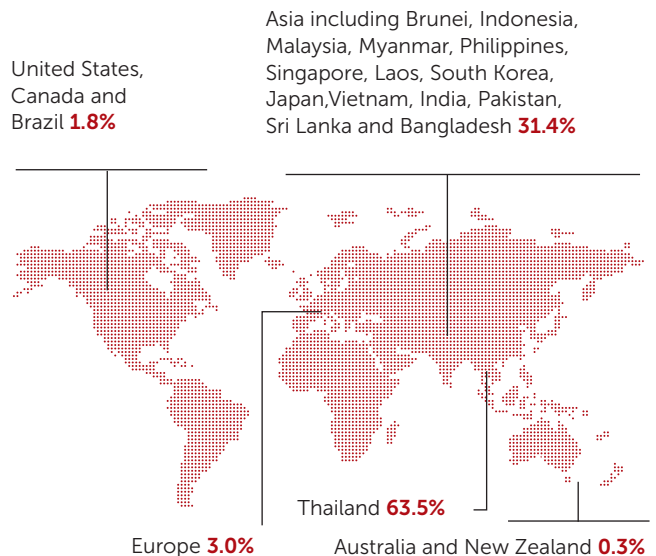 United States,
Canada and
Brazil 1.8%
Asia including Brunei, Indonesia,
Malaysia, Myanmar, Philippines,
Singapore, Laos, South Korea,
Japan,Vietnam, India, Pakistan,
Sri Lanka and Bangladesh 31.4%
Thailand 63.5%
Europe 3.0%
Australia and New Zealand 0.3%